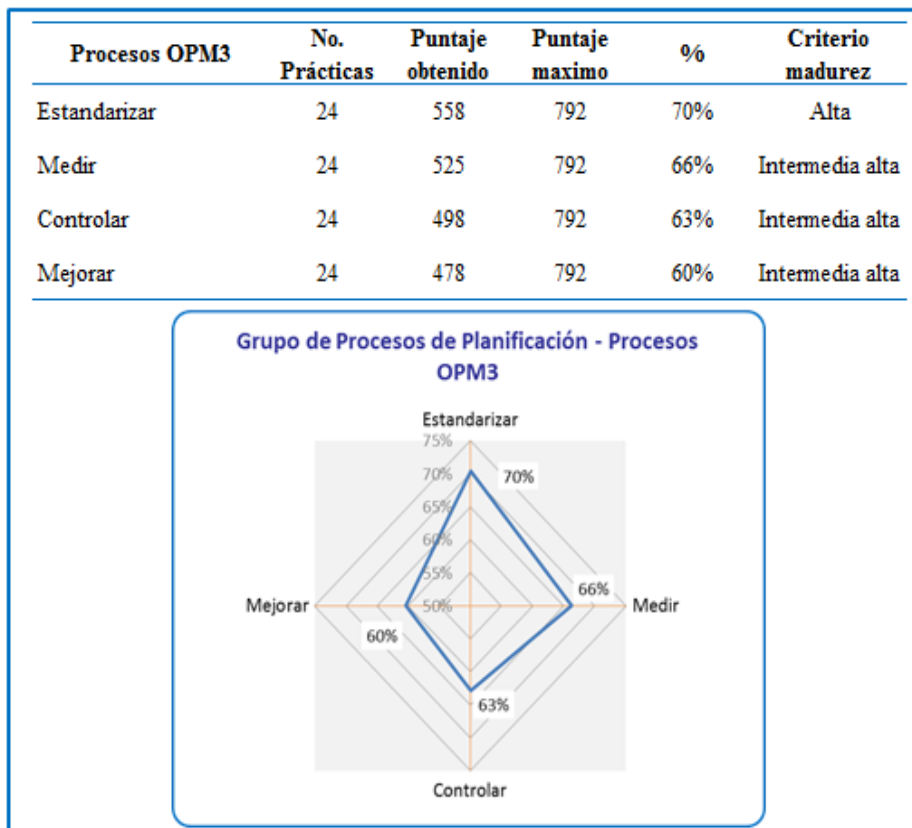 Procesos OPM3 No. Prácticas Puntaje obtenido Puntaje maximo % Criterio madurez
Estandarizar 24 558 792 70% Alta
Medir 24 525 792 66% Intermedia alta
Controlar 24 498 792 63% Intermedia alta
Mejorar 24 478 792 60% Intermedia alta
Grupo de Procesos de Planificación - Procesos
OPM3
Estandarizar
75%
70%
70%
65%
60%
55%
66%
Mejorar
50%
Medir
60%
63%
Controlar